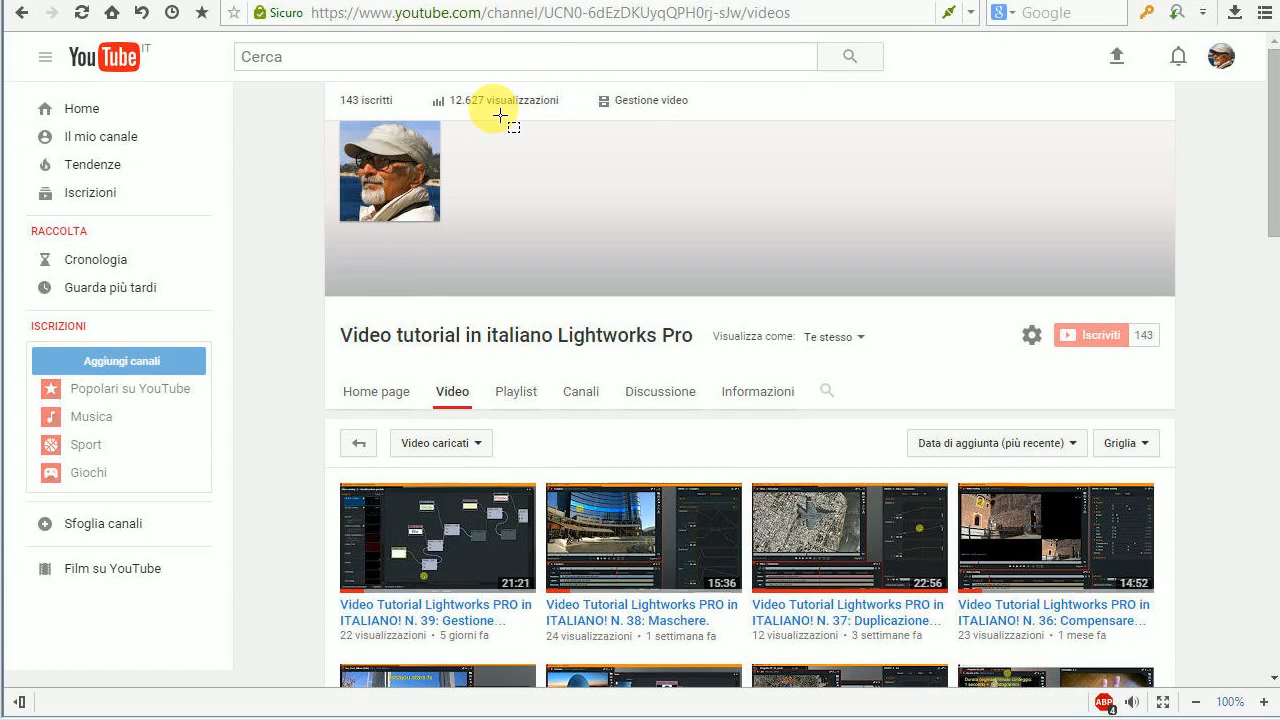 Sicuro https://www.youtube.com/channel/UCN0-6dEzDKUyqQPH0rj-sJw/videos
Google
YouTube IT
Cerca
143 iscritti 12.627 visualizzazioni Gestione video
Home
Il mio canale
Tendenze
Iscrizioni
RACCOLTA
Cronologia
Guarda più tardi
ISCRIZIONI
Aggiungi canali
Popolari su YouTube
Musica
Sport
Giochi
Sfoglia canali
Film su YouTube
Video tutorial in italiano Lightworks Pro Visualizza come: Te stesso Iscriviti 143
Home page Video Playlist Canali Discussione Informazioni
Video caricati Data di aggiunta (più recente) Griglia
21:21
Video Tutorial Lightworks PRO in
ITALIANO! N. 39: Gestione...
22 visualizzazioni • 5 giorni fa
15:36
Video Tutorial Lightworks PRO in
ITALIANO! N. 38: Maschere.
24 visualizzazioni • 1 settimana fa
22:56
Video Tutorial Lightworks PRO in
ITALIANO! N. 37: Duplicazione...
12 visualizzazioni • 3 settimane fa
14:52
Video Tutorial Lightworks PRO in
ITALIANO! N. 36: Compensare...
23 visualizzazioni • 1 mese fa
ABP 4 100%